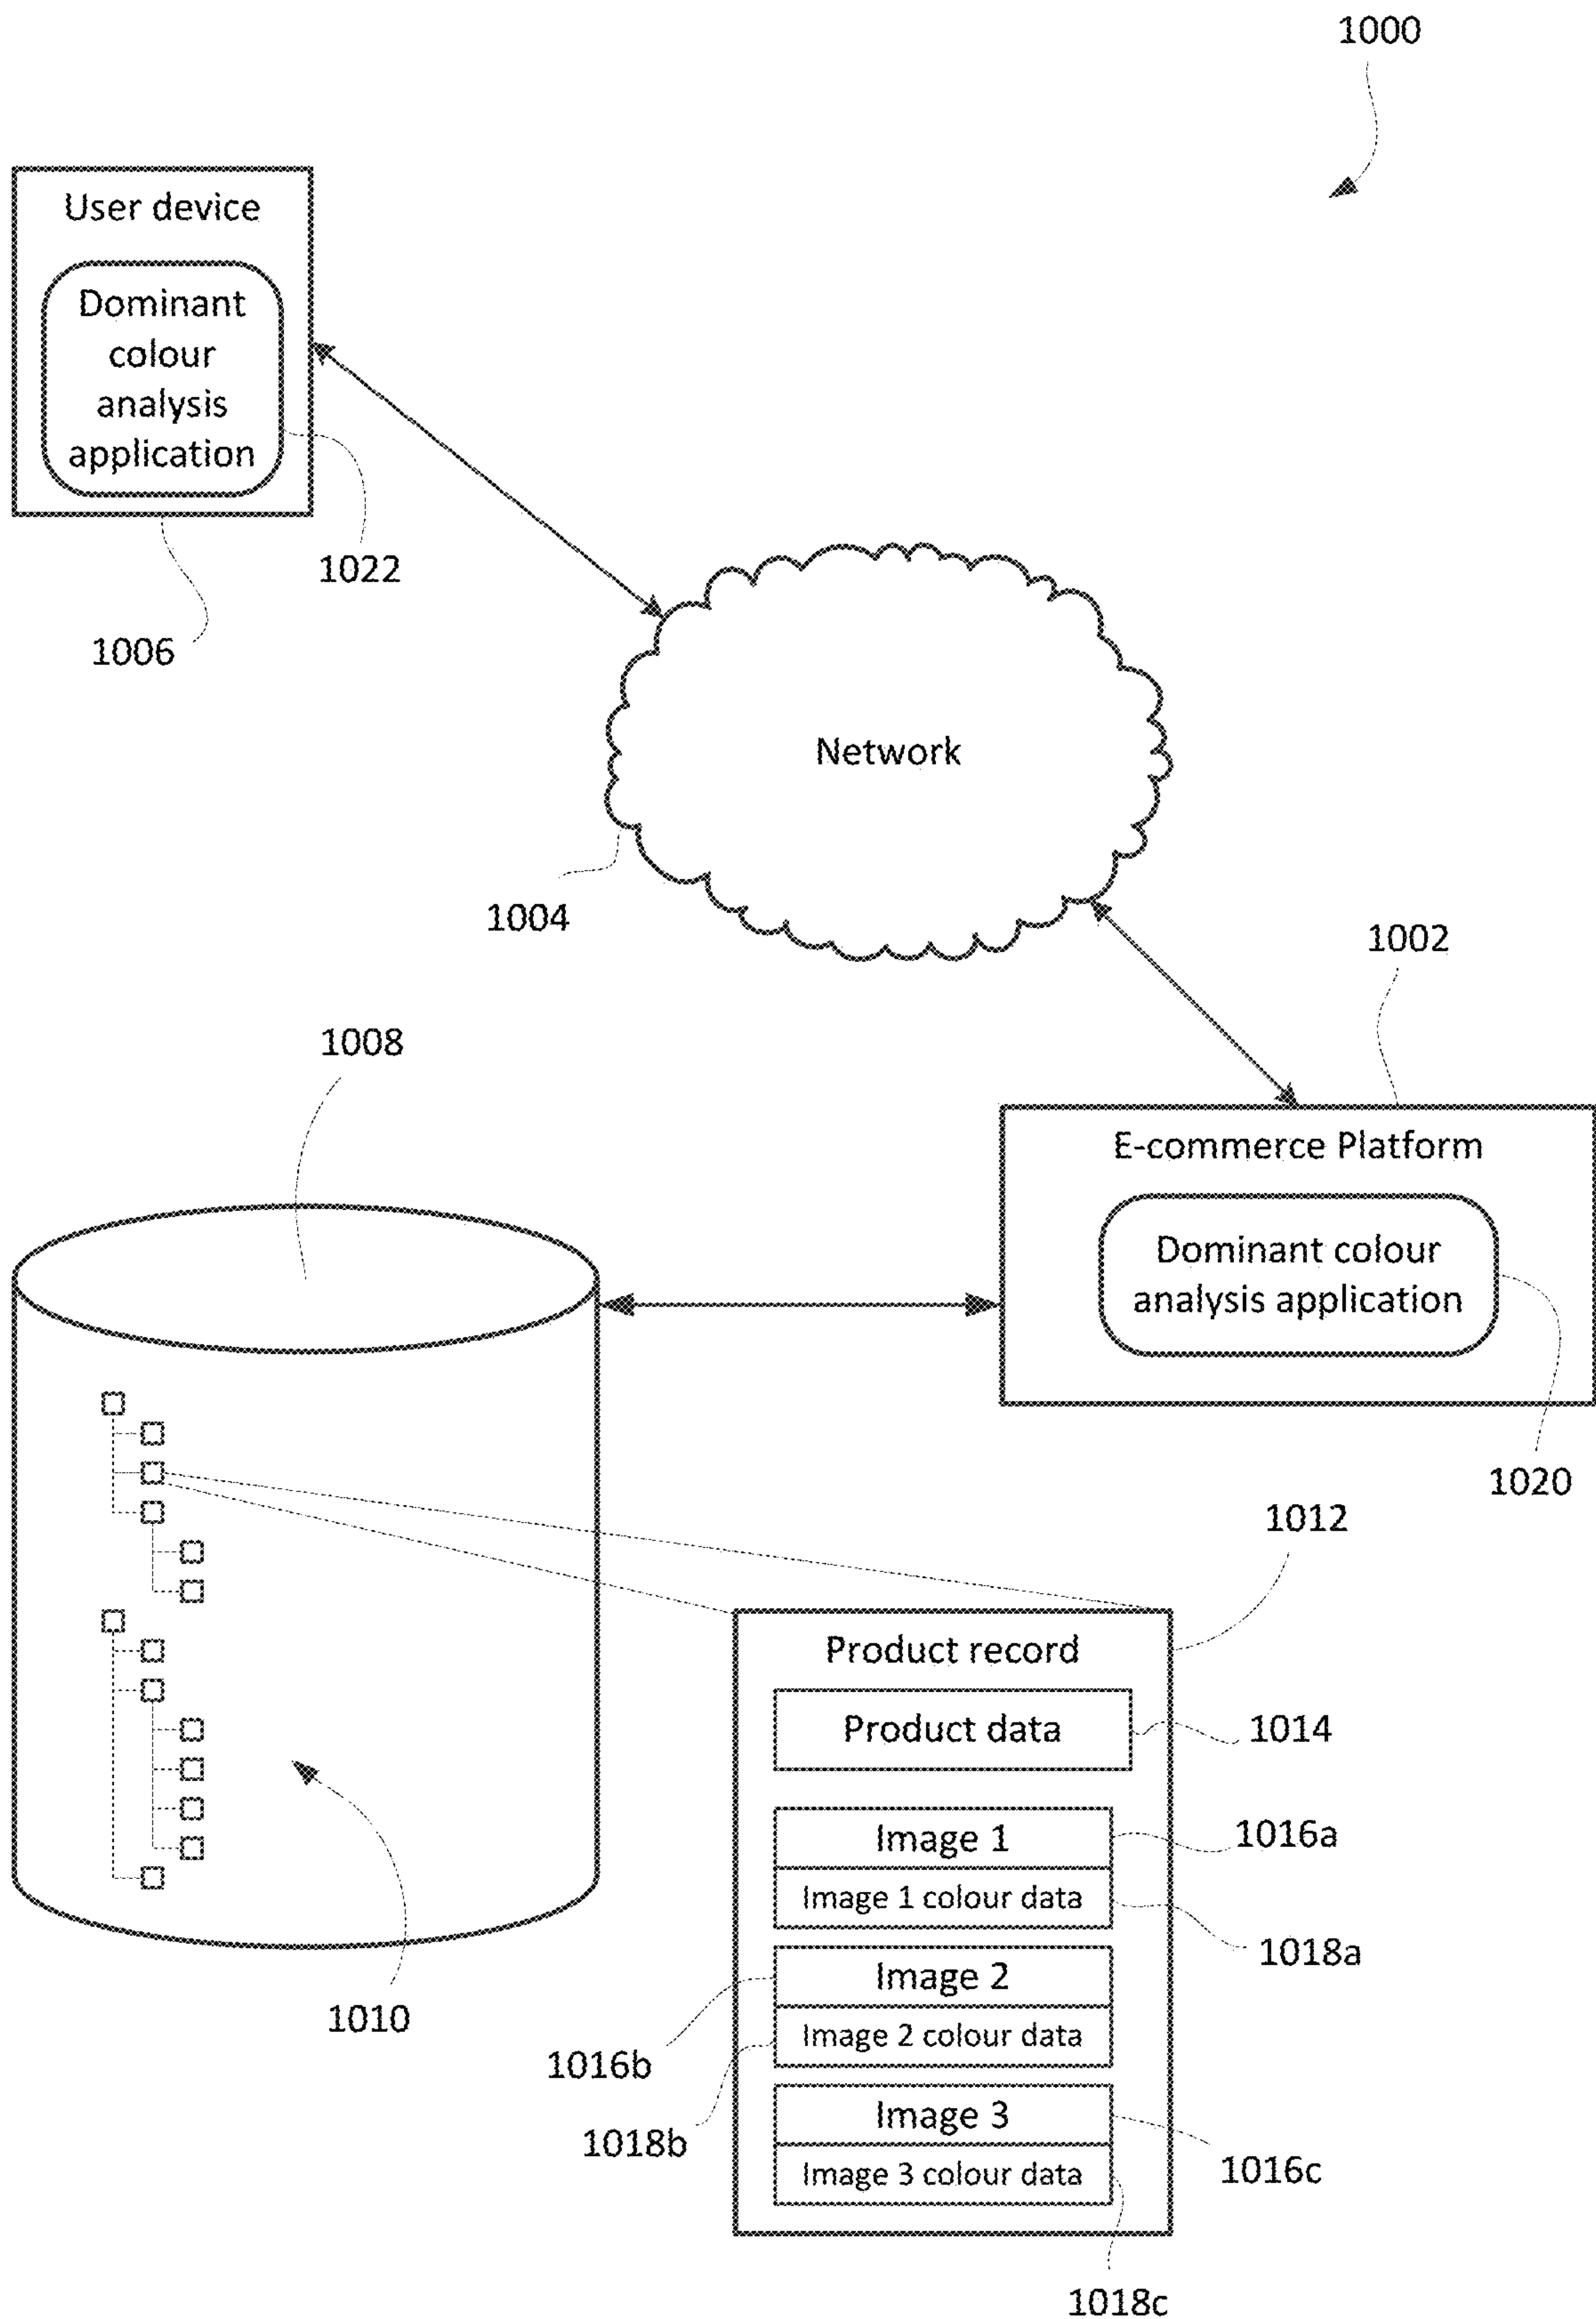 1000
User device
Dominant
colour
analysis
application
1022
1006
Network
1004
1002
1008
E-commerce Platform
Dominant colour
analysis application
1020
1012
Product record
Product data
1014
Image 1
1016a
Image 1 colour data
1018a
Image 2
1010
Image 2 colour data
1016b
Image 3
1018b
Image 3 colour data
1016c
1018c